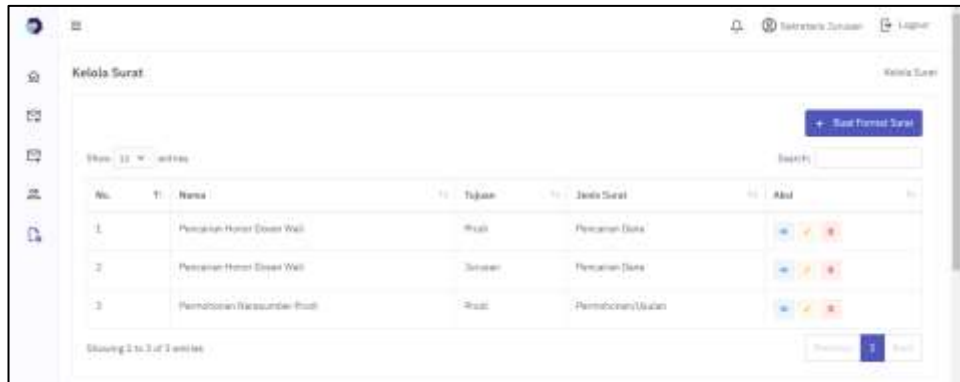 Sekretaris Jurusan Logout
Kelola Surat Kelola Surat
+ Buat Format Surat
Show 10 entries Search:
No. Nama Tujuan Jenis Surat Aksi
1 Pencairan Honor Dosen Wali Prodi Pencairan Dana
2 Pencairan Honor Dosen Wali Jurusan Pencairan Dana
3 Permohonan Narasumber Prodi Prodi Permohonan/Usulan
Showing 1 to 3 of 3 entries Previous 1 Next